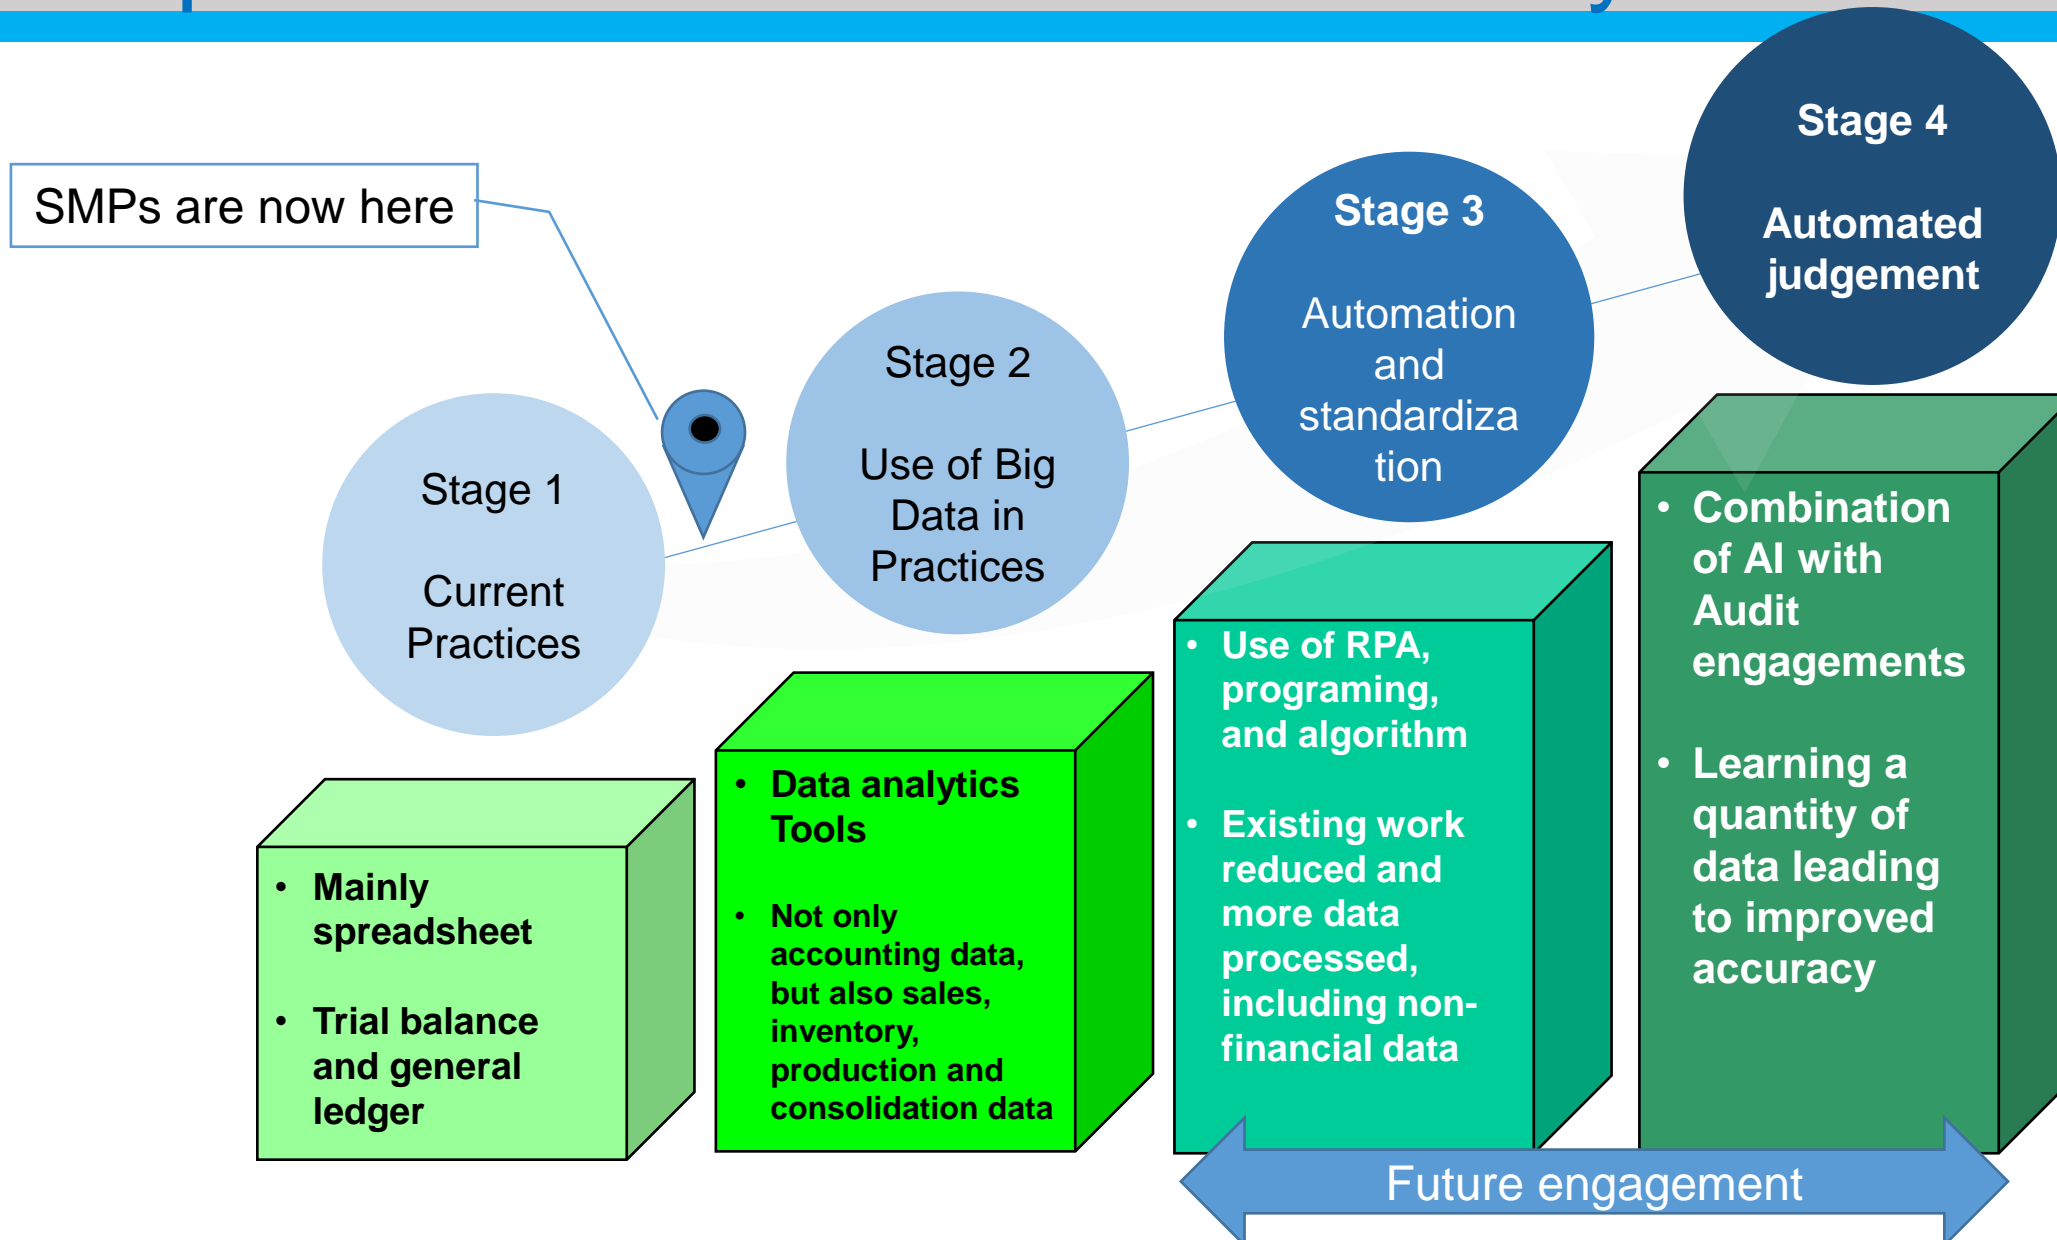 SMPs are now here
Stage 1
Current
Practices
Stage 2
Use of Big
Data in
Practices
Stage 3
Automation
and
standardiza
tion
Stage 4
Automated
judgement
• Mainly
spreadsheet
• Trial balance
and general
ledger
• Data analytics
Tools
• Not only
accounting data,
but also sales,
inventory,
production and
consolidation data
• Use of RPA,
programing,
and algorithm
• Existing work
reduced and
more data
processed,
including non-
financial data
• Combination
of AI with
Audit
engagements
• Learning a
quantity of
data leading
to improved
accuracy
Future engagement